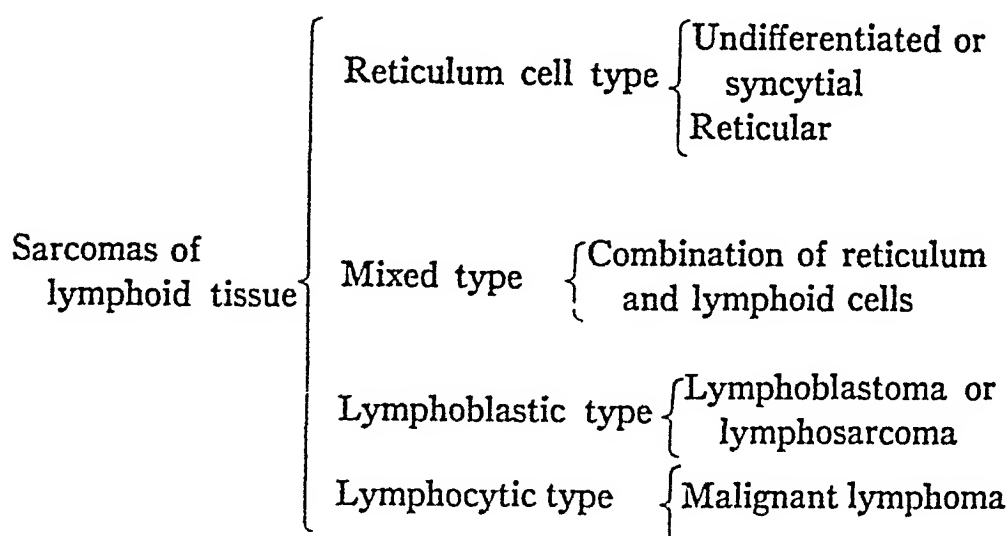 Reticulum cell type
Undifferentiated or
syncytial
Reticular
Sarcomas of
lymphoid tissue
Mixed type
Combination of reticulum
and lymphoid cells
Lymphoblastic type
Lymphoblastoma or
lymphosarcoma
Lymphocytic type
Malignant lymphoma